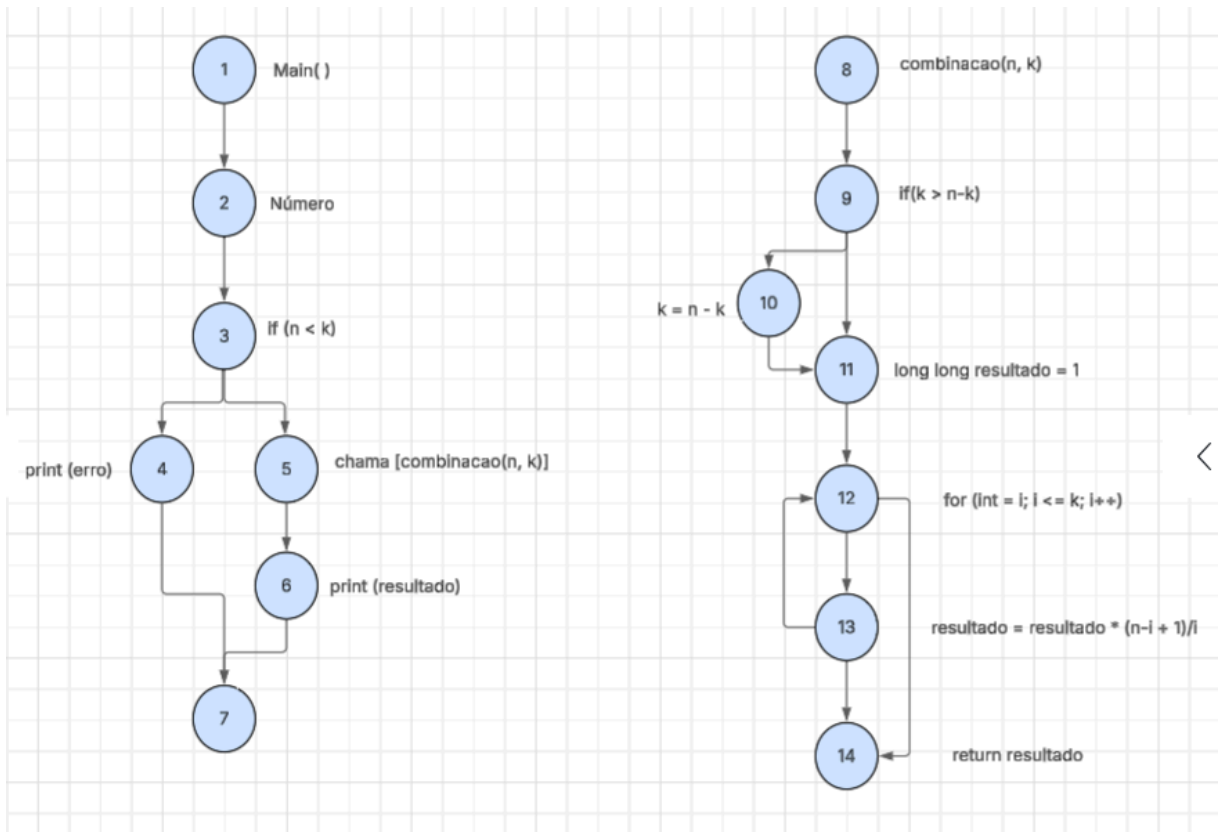 1 Main( )
2 Número
3 if (n < k)
print (erro) 4
5 chama [combinacao(n, k)]
6 print (resultado)
7
8 combinacao(n, k)
9 if(k > n-k)
k = n - k 10
11 long long resultado = 1
12 for (int = i; i <= k; i++)
13 resultado = resultado * (n-i + 1)/i
14 return resultado